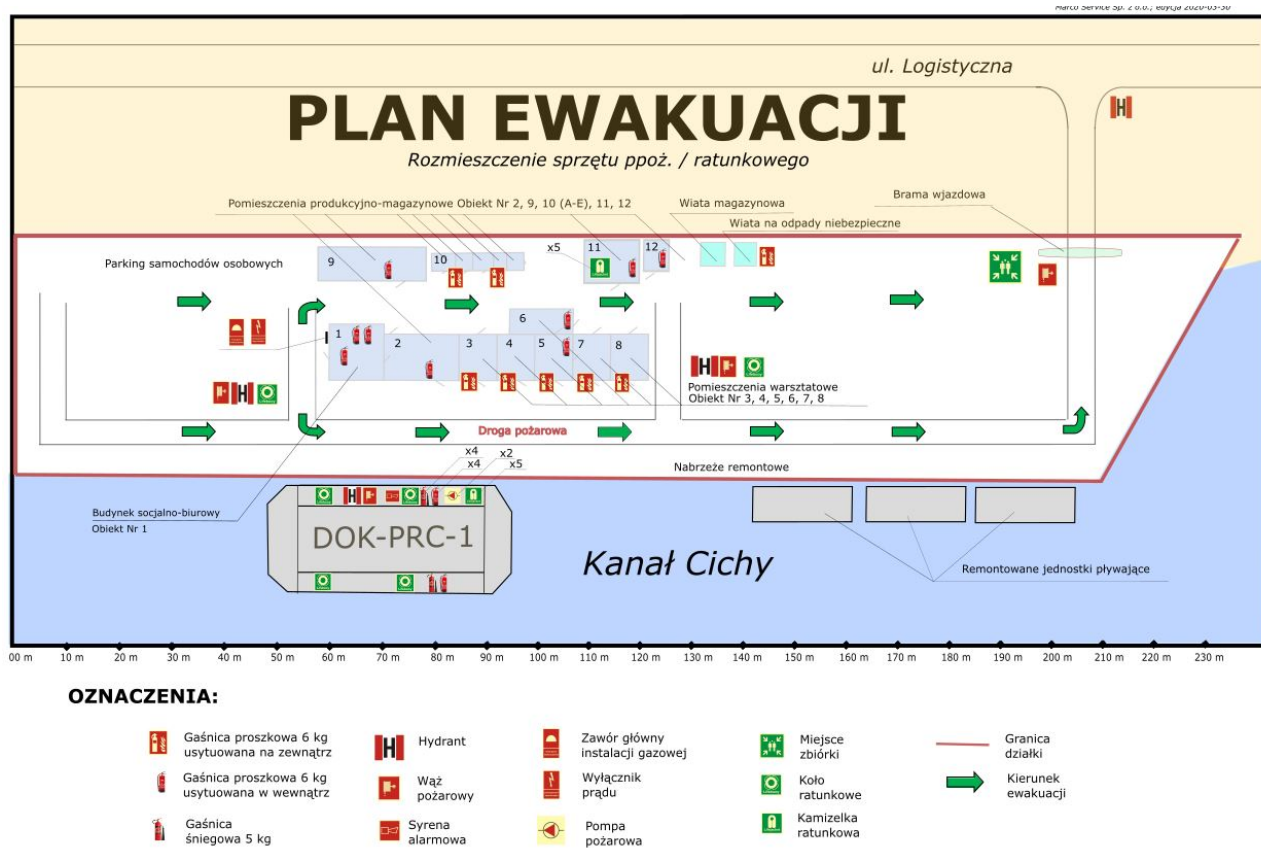 Marco Service Sp. z o.o., edycja 2020-03-30
ul. Logistyczna
H
PLAN EWAKUACJI
Rozmieszczenie sprzętu ppoż. / ratunkowego
Brama wjazdowa
Pomieszczenia produkcyjno-magazynowe Obiekt Nr 2, 9, 10 (A-E), 11, 12
Wiata magazynowa
Wiata na odpady niebezpieczne
Parking samochodów osobowych
9
10
x5
11
12
1
2
3
4
5
6
7
8
H
H
Pomieszczenia warsztatowe
Obiekt Nr 3, 4, 5, 6, 7, 8
Droga pożarowa
x4
x4
x2
x5
Nabrzeże remontowe
H
Budynek socjalno-biurowy
Obiekt Nr 1
DOK-PRC-1
Kanał Cichy
Remontowane jednostki pływające
00 m 10 m 20 m 30 m 40 m 50 m 60 m 70 m 80 m 90 m 100 m 110 m 120 m 130 m 140 m 150 m 160 m 170 m 180 m 190 m 200 m 210 m 220 m 230 m
OZNACZENIA:
Gaśnica proszkowa 6 kg
usytuowana na zewnątrz
Gaśnica proszkowa 6 kg
usytuowana w wewnątrz
Gaśnica
śniegowa 5 kg
H
Hydrant
Wąż
pożarowy
Syrena
alarmowa
Zawór główny
instalacji gazowej
Wyłącznik
prądu
Pompa
pożarowa
Miejsce
zbiórki
Koło
ratunkowe
Kamizelka
ratunkowa
Granica
działki
Kierunek
ewakuacji